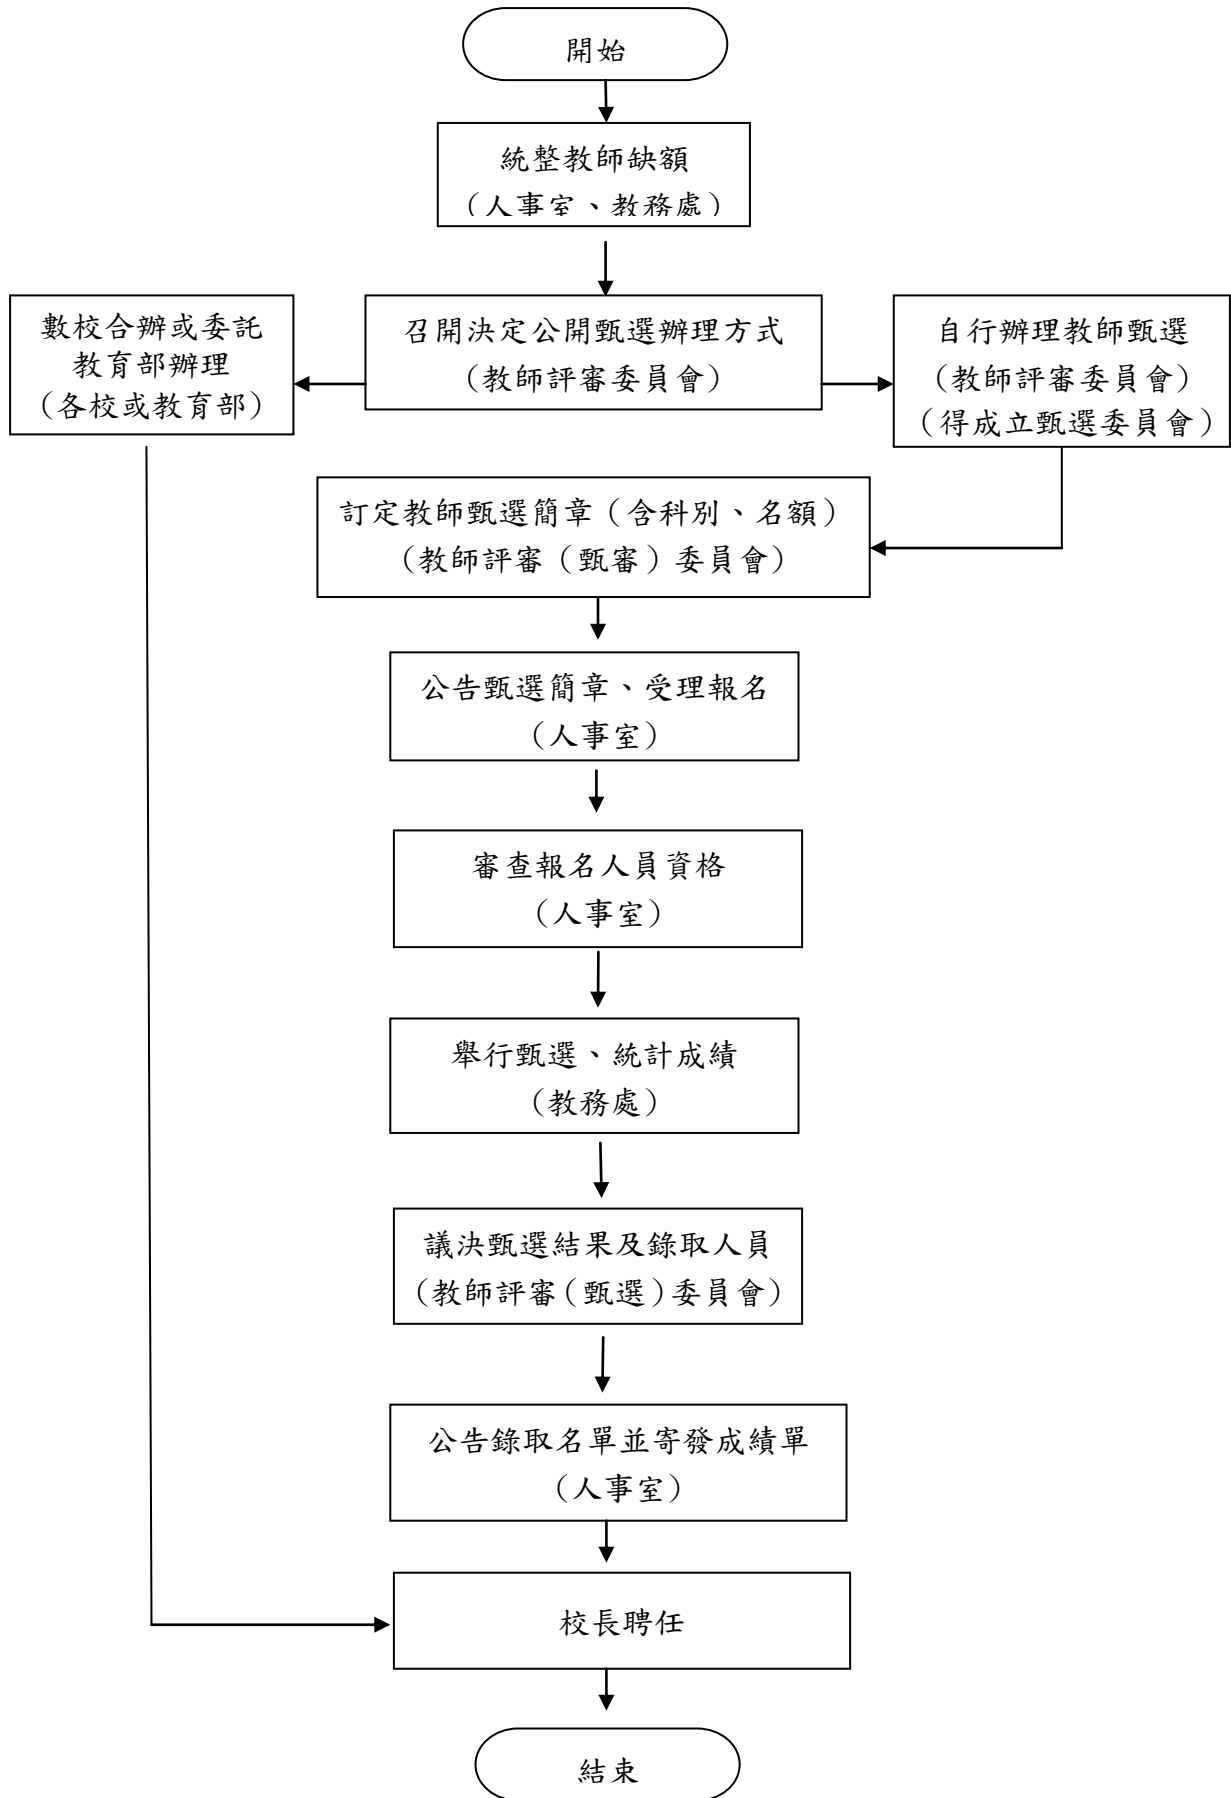 開始
統整教師缺額
(人事室、教務處)
數校合辦或委託
教育部辦理
(各校或教育部)
召開決定公開甄選辦理方式
(教師評審委員會)
自行辦理教師甄選
(教師評審委員會)
(得成立甄選委員會)
訂定教師甄選簡章(含科別、名額)
(教師評審(甄審)委員會)
公告甄選簡章、受理報名
(人事室)
審查報名人員資格
(人事室)
舉行甄選、統計成績
(教務處)
議決甄選結果及錄取人員
(教師評審(甄選)委員會)
公告錄取名單並寄發成績單
(人事室)
校長聘任
結束